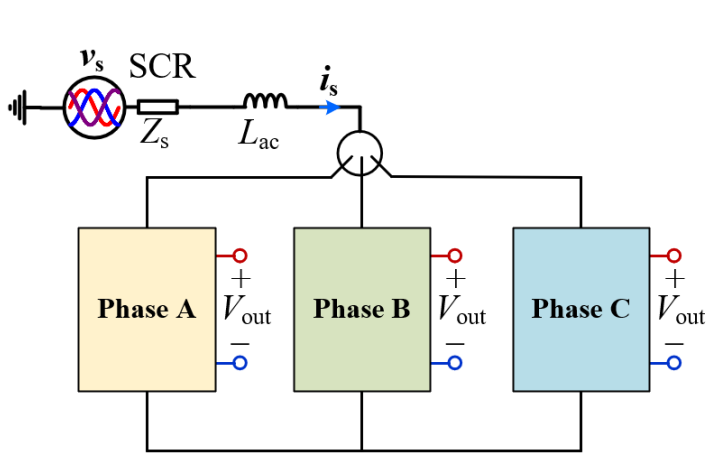 vs SCR
is
Zs Lac
Phase A
+
Vout
−
Phase B
+
Vout
−
Phase C
+
Vout
−